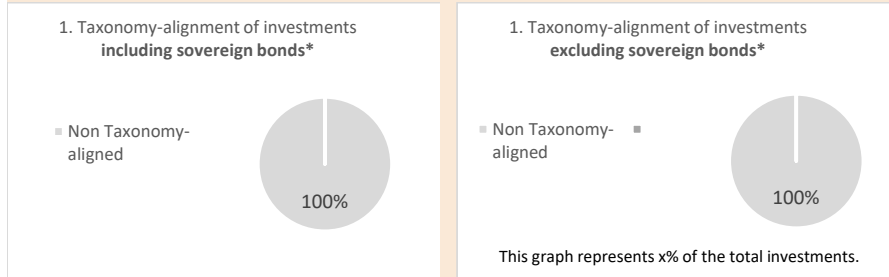 1. Taxonomy-alignment of investments
including sovereign bonds*
Non Taxonomy-
aligned
100%
1. Taxonomy-alignment of investments
excluding sovereign bonds*
Non Taxonomy-
aligned
100%
This graph represents x% of the total investments.